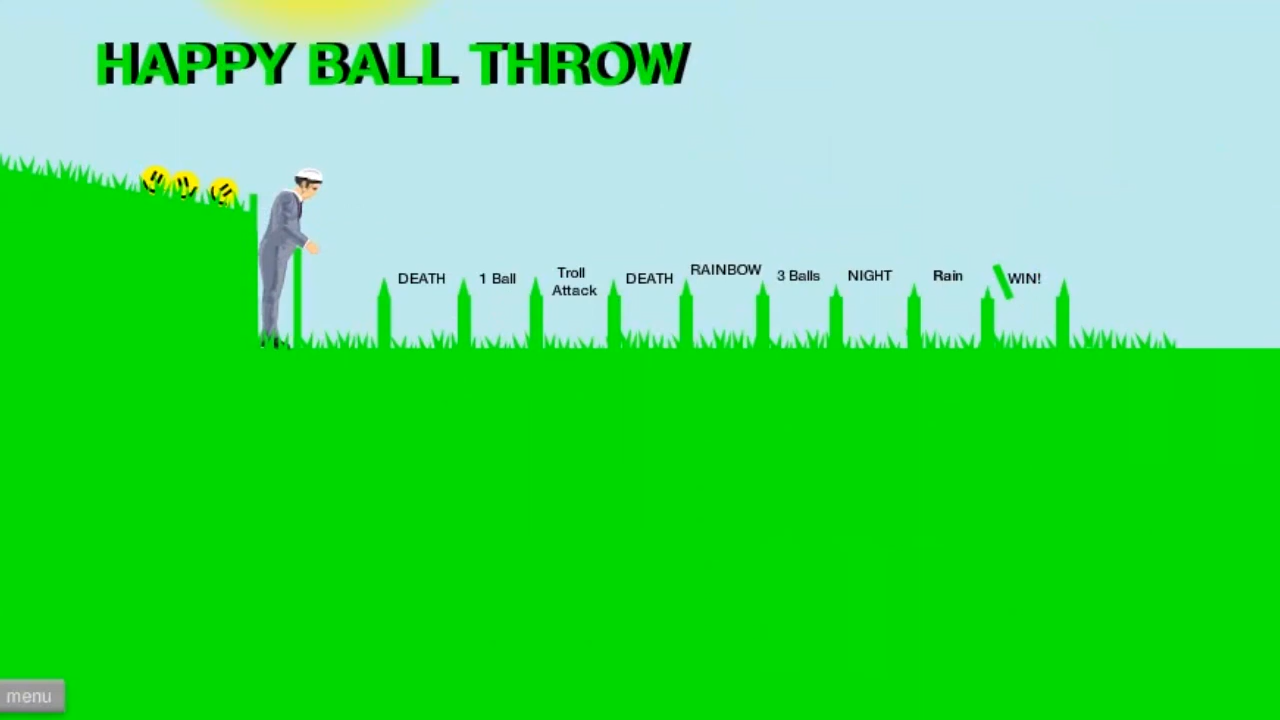 HAPPY BALL THROW
DEATH
1 Ball
Troll
Attack
DEATH
RAINBOW
3 Balls
NIGHT
Rain
WIN!
menu